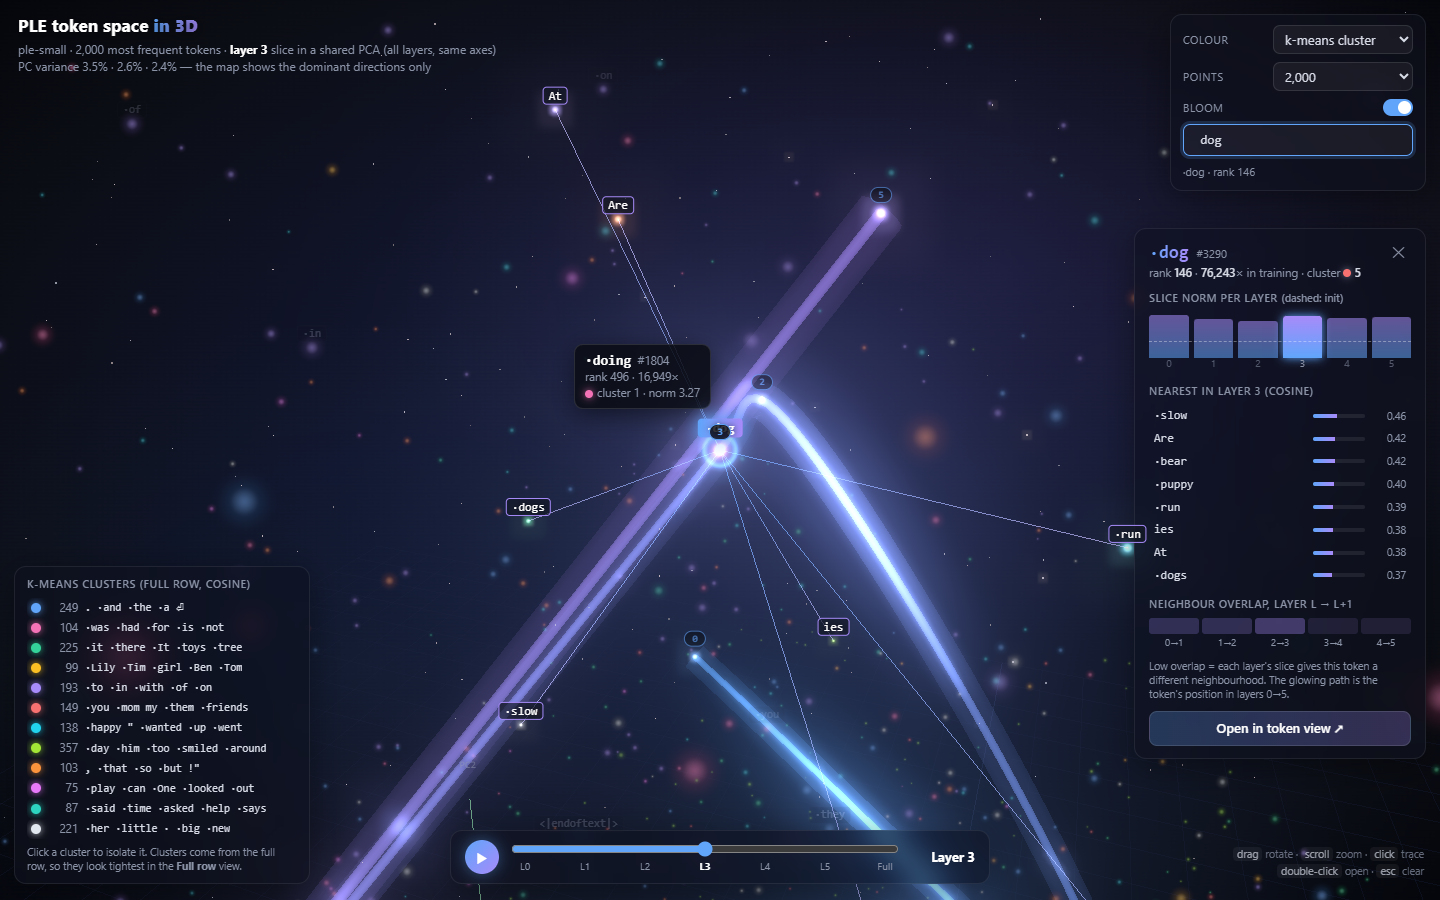 PLE token space in 3D
ple-small · 2,000 most frequent tokens · layer 3 slice in a shared PCA (all layers, same axes)
PC variance 3.5% · 2.6% · 2.4% — the map shows the dominant directions only
COLOUR
k-means cluster
POINTS
2,000
BLOOM
dog
·dog · rank 146
·on
At
·of
Are
5
·in
·doing #1804
rank 496 · 16,949×
cluster 1 · norm 3.27
2
3
·dogs
·run
ies
0
·slow
<|endoftext|>
·they
·dog #3290
rank 146 · 76,243× in training · cluster 5
SLICE NORM PER LAYER (dashed: init)
0 1 2 3 4 5
NEAREST IN LAYER 3 (COSINE)
·slow 0.46
Are 0.42
·bear 0.42
·puppy 0.40
·run 0.39
ies 0.38
At 0.38
·dogs 0.37
NEIGHBOUR OVERLAP, LAYER L → L+1
0→1 1→2 2→3 3→4 4→5
Low overlap = each layer's slice gives this token a
different neighbourhood. The glowing path is the
token's position in layers 0→5.
Open in token view ↗
K-MEANS CLUSTERS (FULL ROW, COSINE)
249 . ·and ·the ·a ⏎
104 ·was ·had ·for ·is ·not
225 ·it ·there ·It ·toys ·tree
99 ·Lily ·Tim ·girl ·Ben ·Tom
193 ·to ·in ·with ·of ·on
149 ·you ·mom my ·them ·friends
138 ·happy " ·wanted ·up ·went
357 ·day ·him ·too ·smiled ·around
103 , ·that ·so ·but !"
75 ·play ·can ·One ·looked ·out
87 ·said ·time ·asked ·help ·says
221 ·her ·little · ·big ·new
Click a cluster to isolate it. Clusters come from the full
row, so they look tightest in the Full row view.
L0 L1 L2 L3 L4 L5 Full
Layer 3
drag rotate · scroll zoom · click trace
double-click open · esc clear